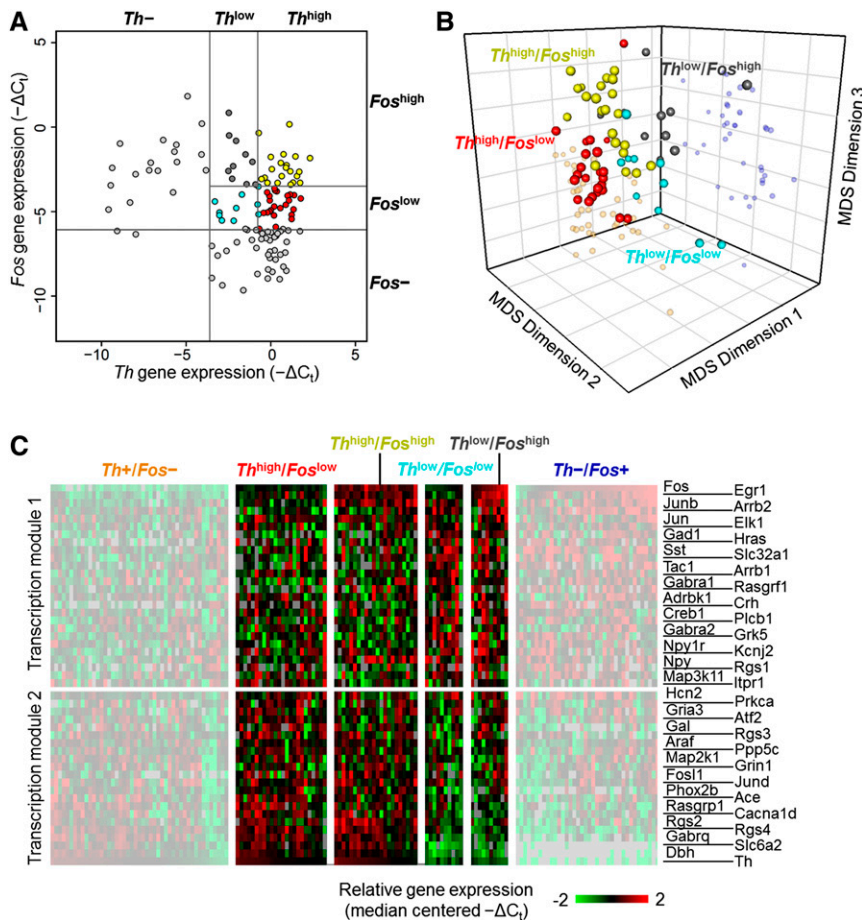 A
Th− Thlow Thhigh
Foshigh
Foslow
Fos−
5
0
−5
−10
Fos gene expression (−ΔCt)
−10 −5 0 5
Th gene expression (−ΔCt)
B
Thhigh/Foshigh
Thlow/Foshigh
Thhigh/Foslow
Thlow/Foslow
MDS Dimension 3
MDS Dimension 2
MDS Dimension 1
C
Thhigh/Foshigh Thlow/Foshigh
Th+/Fos− Thhigh/Foslow Thlow/Foslow Th−/Fos+
Transcription module 1
Fos
Egr1
Junb
Arrb2
Jun
Elk1
Gad1
Hras
Sst
Slc32a1
Tac1
Arrb1
Gabra1
Rasgrf1
Adrbk1
Crh
Creb1
Plcb1
Gabra2
Grk5
Npy1r
Kcnj2
Npy
Rgs1
Map3k11
Itpr1
Transcription module 2
Hcn2
Prkca
Gria3
Atf2
Gal
Rgs3
Araf
Ppp5c
Map2k1
Grin1
Fosl1
Jund
Phox2b
Ace
Rasgrp1
Cacna1d
Rgs2
Rgs4
Gabrq
Slc6a2
Dbh
Th
Relative gene expression
(median centered −ΔCt)
-2 2